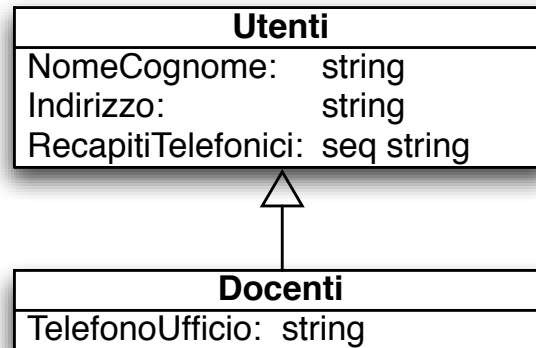 Utenti
NomeCognome: string
Indirizzo: string
RecapitiTelefonici: seq string
Docenti
TelefonoUfficio: string